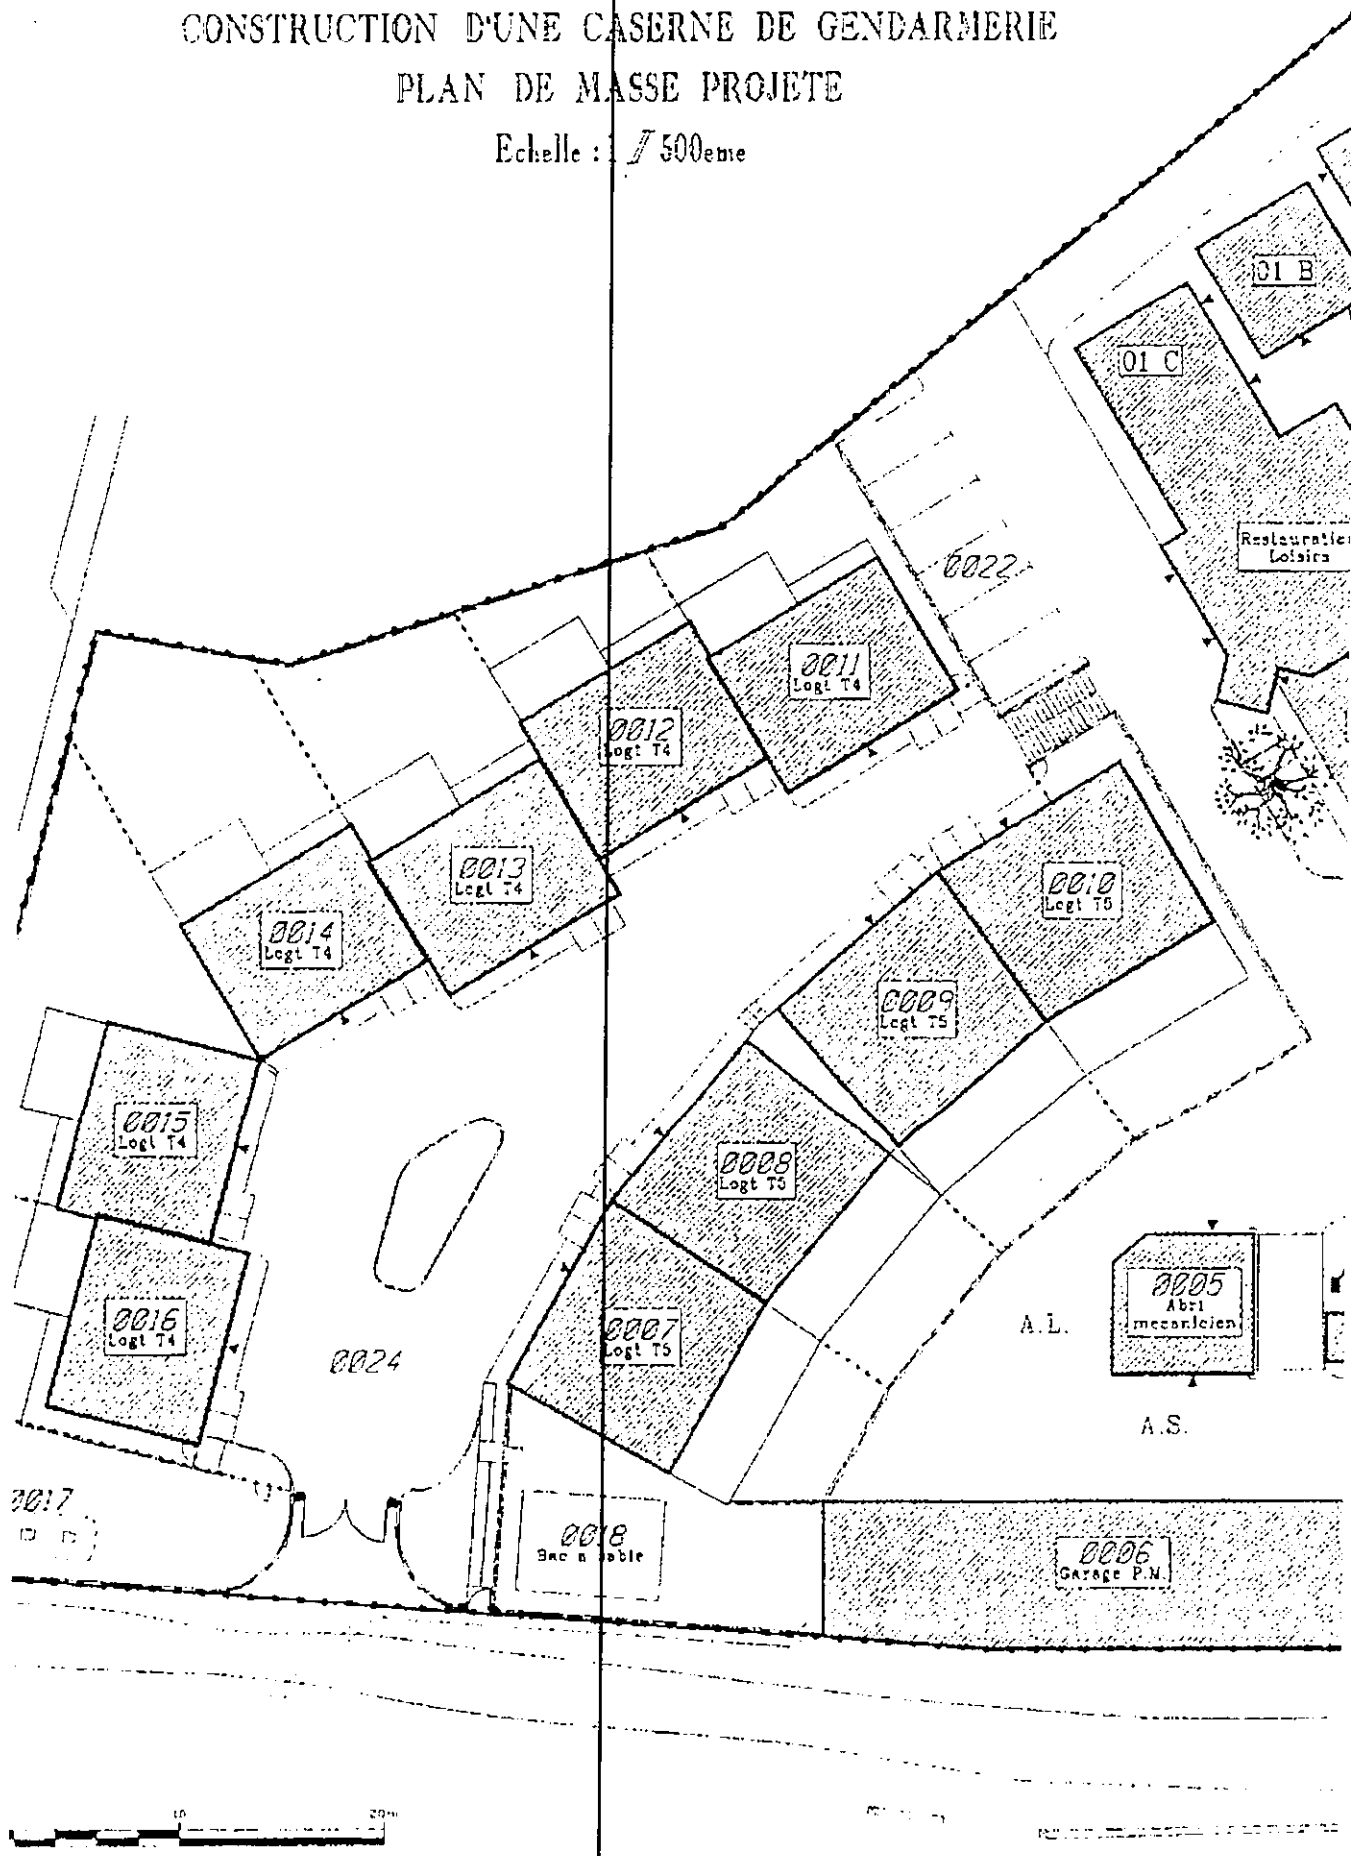 CONSTRUCTION D'UNE CASERNE DE GENDARMERIE
PLAN DE MASSE PROJETE
Echelle : 1 / 500eme
01 B
01 C
Restauration
Loisirs
0022
0011
Logt T4
0012
Logt T4
0013
Logt T4
0014
Logt T4
0010
Logt T5
0009
Logt T5
0015
Logt T4
0008
Logt T5
0016
Logt T4
0007
Logt T5
0024
0005
Abri
mecanicien
A.L.
A.S.
0017
0018
Bac a sable
0006
Garage P.M.
10
20m